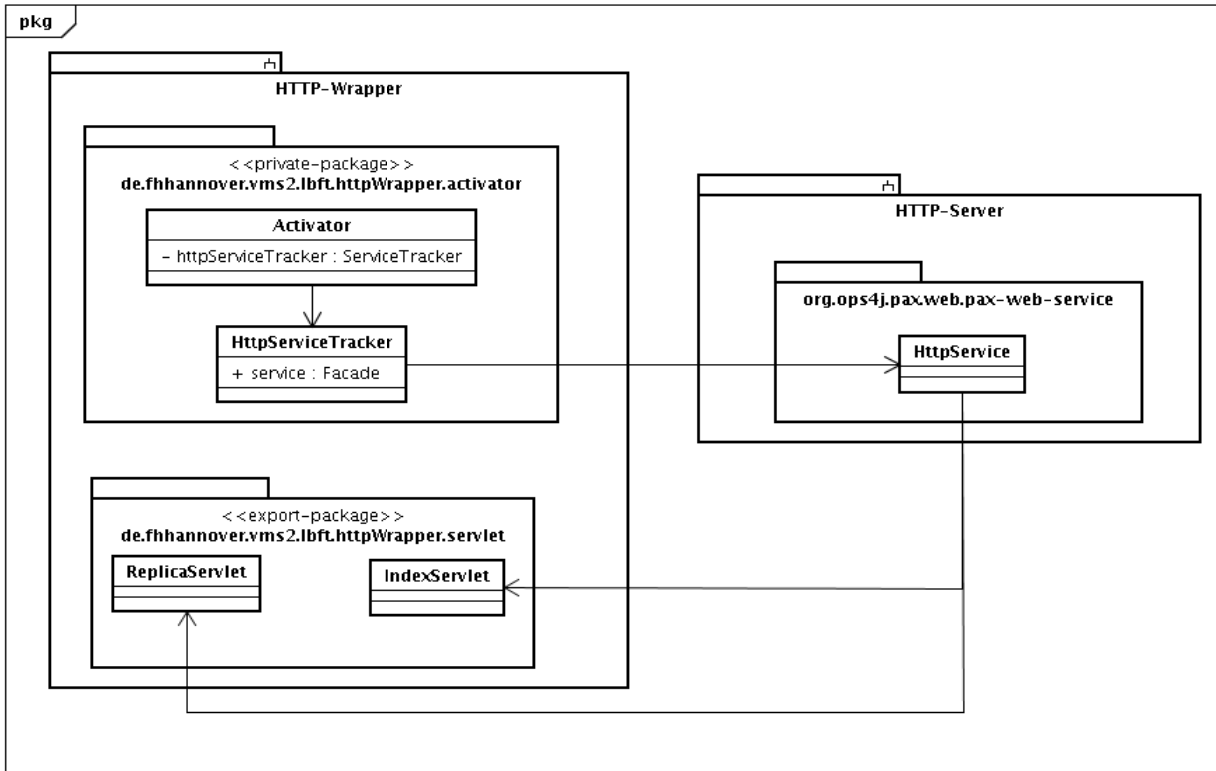 pkg
HTTP-Wrapper
<<private-package>>
de.fhhannover.vms2.lbft.httpWrapper.activator
Activator
- httpServiceTracker : ServiceTracker
HttpServiceTracker
+ service : Facade
<<export-package>>
de.fhhannover.vms2.lbft.httpWrapper.servlet
ReplicaServlet
IndexServlet
HTTP-Server
org.ops4j.pax.web.pax-web-service
HttpService